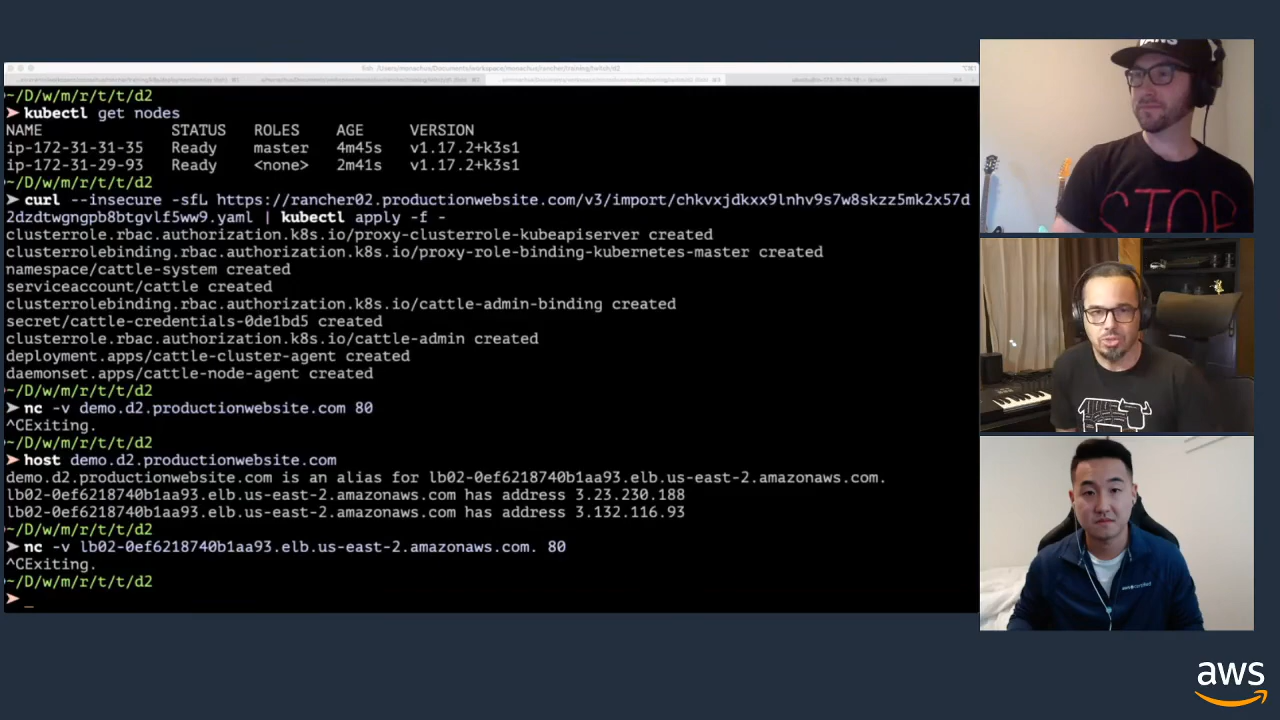 ~/D/w/m/r/t/t/d2
➤ kubectl get nodes
NAME STATUS ROLES AGE VERSION
ip-172-31-31-35 Ready master 4m45s v1.17.2+k3s1
ip-172-31-29-93 Ready <none> 2m41s v1.17.2+k3s1
~/D/w/m/r/t/t/d2
➤ curl --insecure -sfL https://rancher02.productionwebsite.com/v3/import/chkvxjdkxx9lnhv9s7w8skzz5mk2x57d
2dzdtwgngpb8btgvlf5ww9.yaml | kubectl apply -f -
clusterrole.rbac.authorization.k8s.io/proxy-clusterrole-kubeapiserver created
clusterrolebinding.rbac.authorization.k8s.io/proxy-role-binding-kubernetes-master created
namespace/cattle-system created
serviceaccount/cattle created
clusterrolebinding.rbac.authorization.k8s.io/cattle-admin-binding created
secret/cattle-credentials-0de1bd5 created
clusterrole.rbac.authorization.k8s.io/cattle-admin created
deployment.apps/cattle-cluster-agent created
daemonset.apps/cattle-node-agent created
~/D/w/m/r/t/t/d2
➤ nc -v demo.d2.productionwebsite.com 80
^CExiting.
~/D/w/m/r/t/t/d2
➤ host demo.d2.productionwebsite.com
demo.d2.productionwebsite.com is an alias for lb02-0ef6218740b1aa93.elb.us-east-2.amazonaws.com.
lb02-0ef6218740b1aa93.elb.us-east-2.amazonaws.com has address 3.23.230.188
lb02-0ef6218740b1aa93.elb.us-east-2.amazonaws.com has address 3.132.116.93
~/D/w/m/r/t/t/d2
➤ nc -v lb02-0ef6218740b1aa93.elb.us-east-2.amazonaws.com. 80
^CExiting.
~/D/w/m/r/t/t/d2
➤ _
VANS
STOP
aws